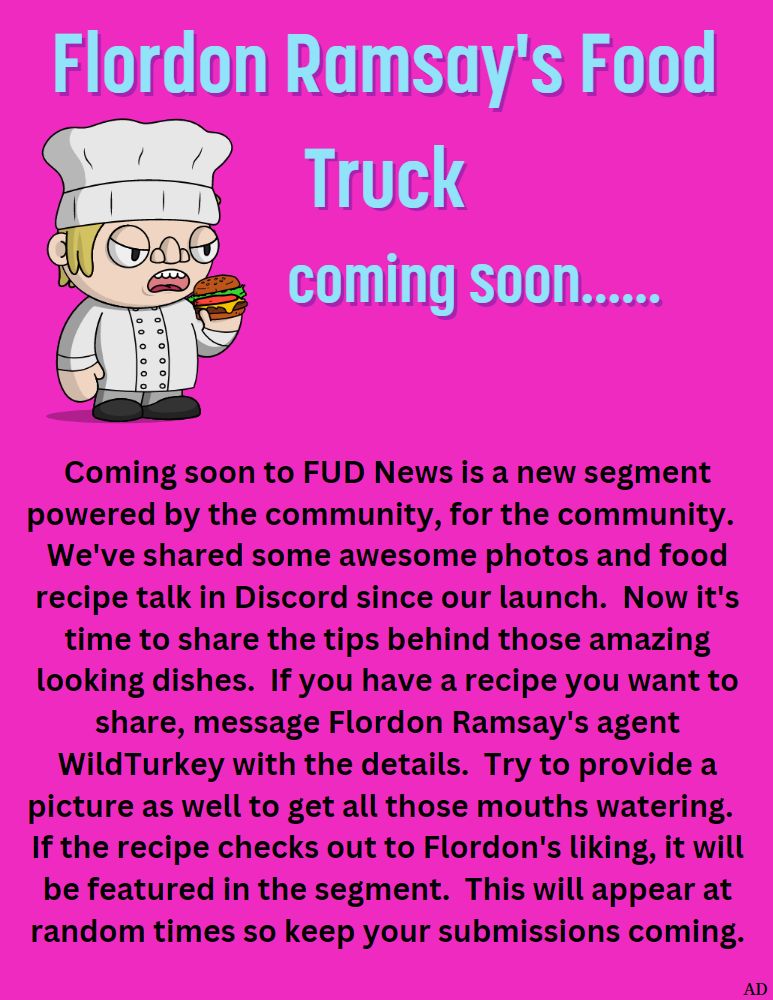 Flordon Ramsay's Food
Truck
coming soon......
Coming soon to FUD News is a new segment
powered by the community, for the community.
We've shared some awesome photos and food
recipe talk in Discord since our launch.  Now it's
time to share the tips behind those amazing
looking dishes.  If you have a recipe you want to
share, message Flordon Ramsay's agent
WildTurkey with the details.  Try to provide a
picture as well to get all those mouths watering.
If the recipe checks out to Flordon's liking, it will
be featured in the segment.  This will appear at
random times so keep your submissions coming.
AD